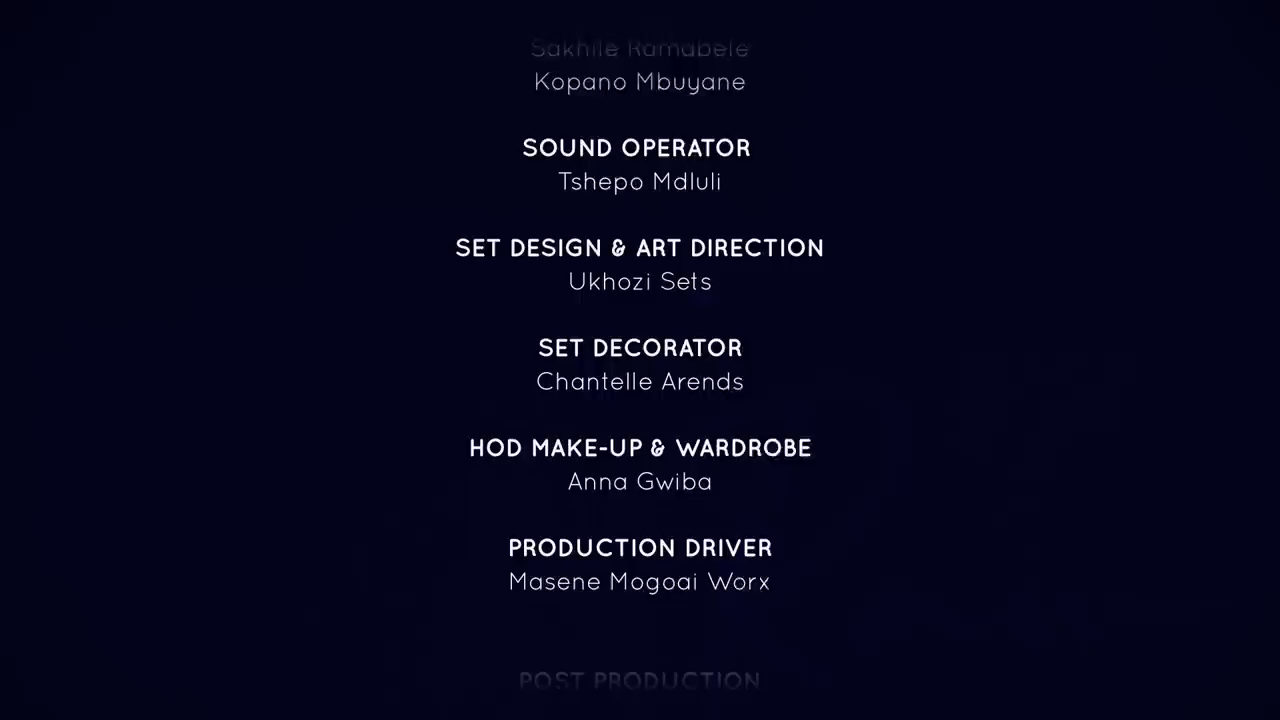 Sakhile Ramabele
Kopano Mbuyane
SOUND OPERATOR
Tshepo Mdluli
SET DESIGN & ART DIRECTION
Ukhozi Sets
SET DECORATOR
Chantelle Arends
HOD MAKE-UP & WARDROBE
Anna Gwiba
PRODUCTION DRIVER
Masene Mogoai Worx
POST PRODUCTION